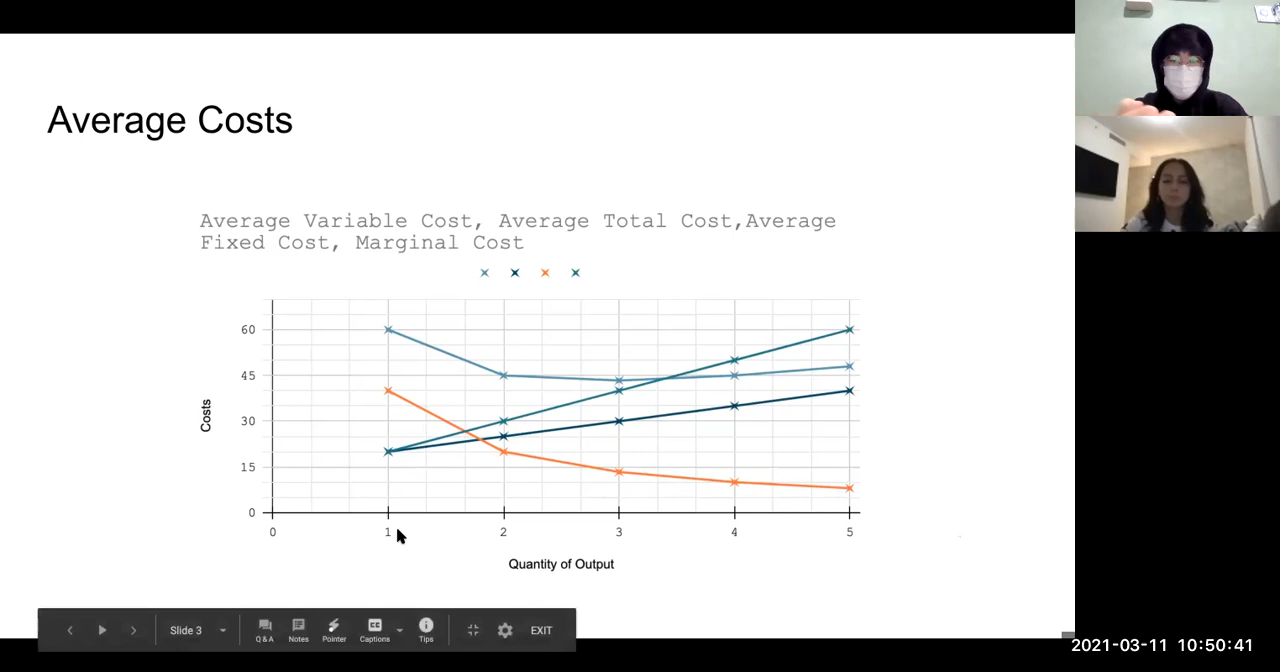 Average Costs
Average Variable Cost, Average Total Cost,Average
Fixed Cost, Marginal Cost
60
45
30
15
0
Costs
0 1 2 3 4 5
Quantity of Output
Slide 3
Q & A
Notes
Pointer
CC
Captions
Tips
EXIT
2021-03-11 10:50:41